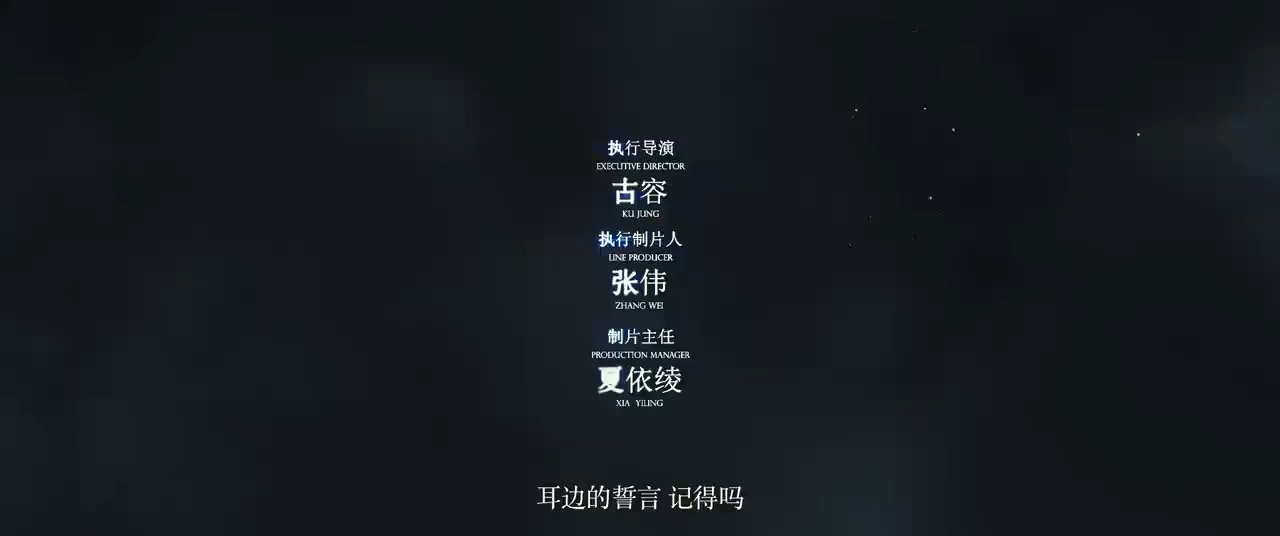 执行导演
EXECUTIVE DIRECTOR
古容
KU JUNG
执行制片人
LINE PRODUCER
张伟
ZHANG WEI
制片主任
PRODUCTION MANAGER
夏依绫
XIA YILING
耳边的誓言 记得吗